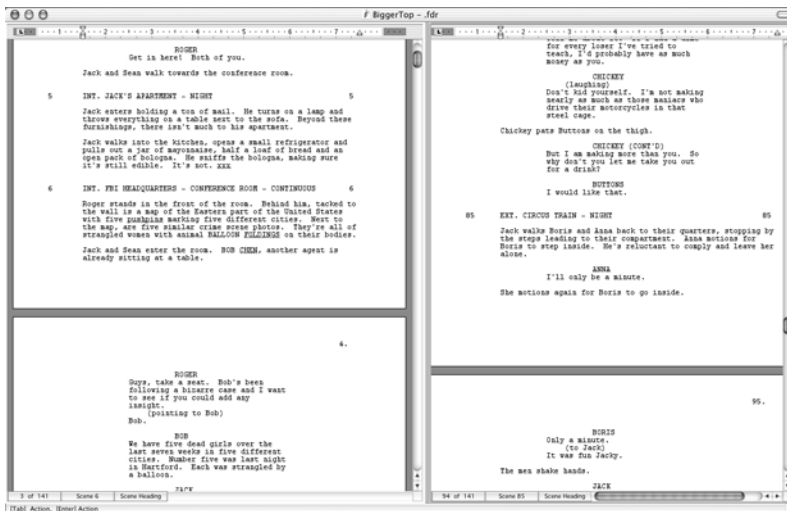 BiggerTop - .fdr
ROGER
Get in here! Both of you.
Jack and Sean walk towards the conference room.
5 INT. JACK'S APARTMENT - NIGHT 5
Jack enters holding a ton of mail. He turns on a lamp and
throws everything on a table next to the sofa. Beyond these
furnishings, there isn't much to his apartment.
Jack walks into the kitchen, opens a small refrigerator and
pulls out a jar of mayonnaise, half a loaf of bread and an
open pack of bologna. He sniffs the bologna, making sure
it's still edible. It's not. xxx
6 INT. FBI HEADQUARTERS - CONFERENCE ROOM - CONTINUOUS 6
Roger stands in the front of the room. Behind him, tacked to
the wall is a map of the Eastern part of the United States
with five pushpins marking five different cities. Next to
the map, are five similar crime scene photos. They're all of
strangled women with animal BALLOON FOLDINGS on their bodies.
Jack and Sean enter the room. BOB CHEN, another agent is
already sitting at a table.
4.
ROGER
Guys, take a seat. Bob's been
following a bizarre case and I want
to see if you could add any
insight.
(pointing to Bob)
Bob.
BOB
We have five dead girls over the
last seven weeks in five different
cities. Number five was last night
in Hartford. Each was strangled by
a balloon.
JACK
3 of 141 Scene 6 Scene Heading
for every loser I've tried to
teach, I'd probably have as much
money as you.
CHICKEY
(laughing)
Don't kid yourself. I'm not making
nearly as much as those maniacs who
drive their motorcycles in that
steel cage.
Chickey pats Buttons on the thigh.
CHICKEY (CONT'D)
But I am making more than you. So
why don't you let me take you out
for a drink?
BUTTONS
I would like that.
85 EXT. CIRCUS TRAIN - NIGHT 85
Jack walks Boris and Anna back to their quarters, stopping by
the steps leading to their compartment. Anna motions for
Boris to step inside. He's reluctant to comply and leave her
alone.
ANNA
I'll only be a minute.
She motions again for Boris to go inside.
95.
BORIS
Only a minute.
(to Jack)
It was fun Jacky.
The men shake hands.
JACK
94 of 141 Scene 85 Scene Heading
[Tab] Action, [Enter] Action